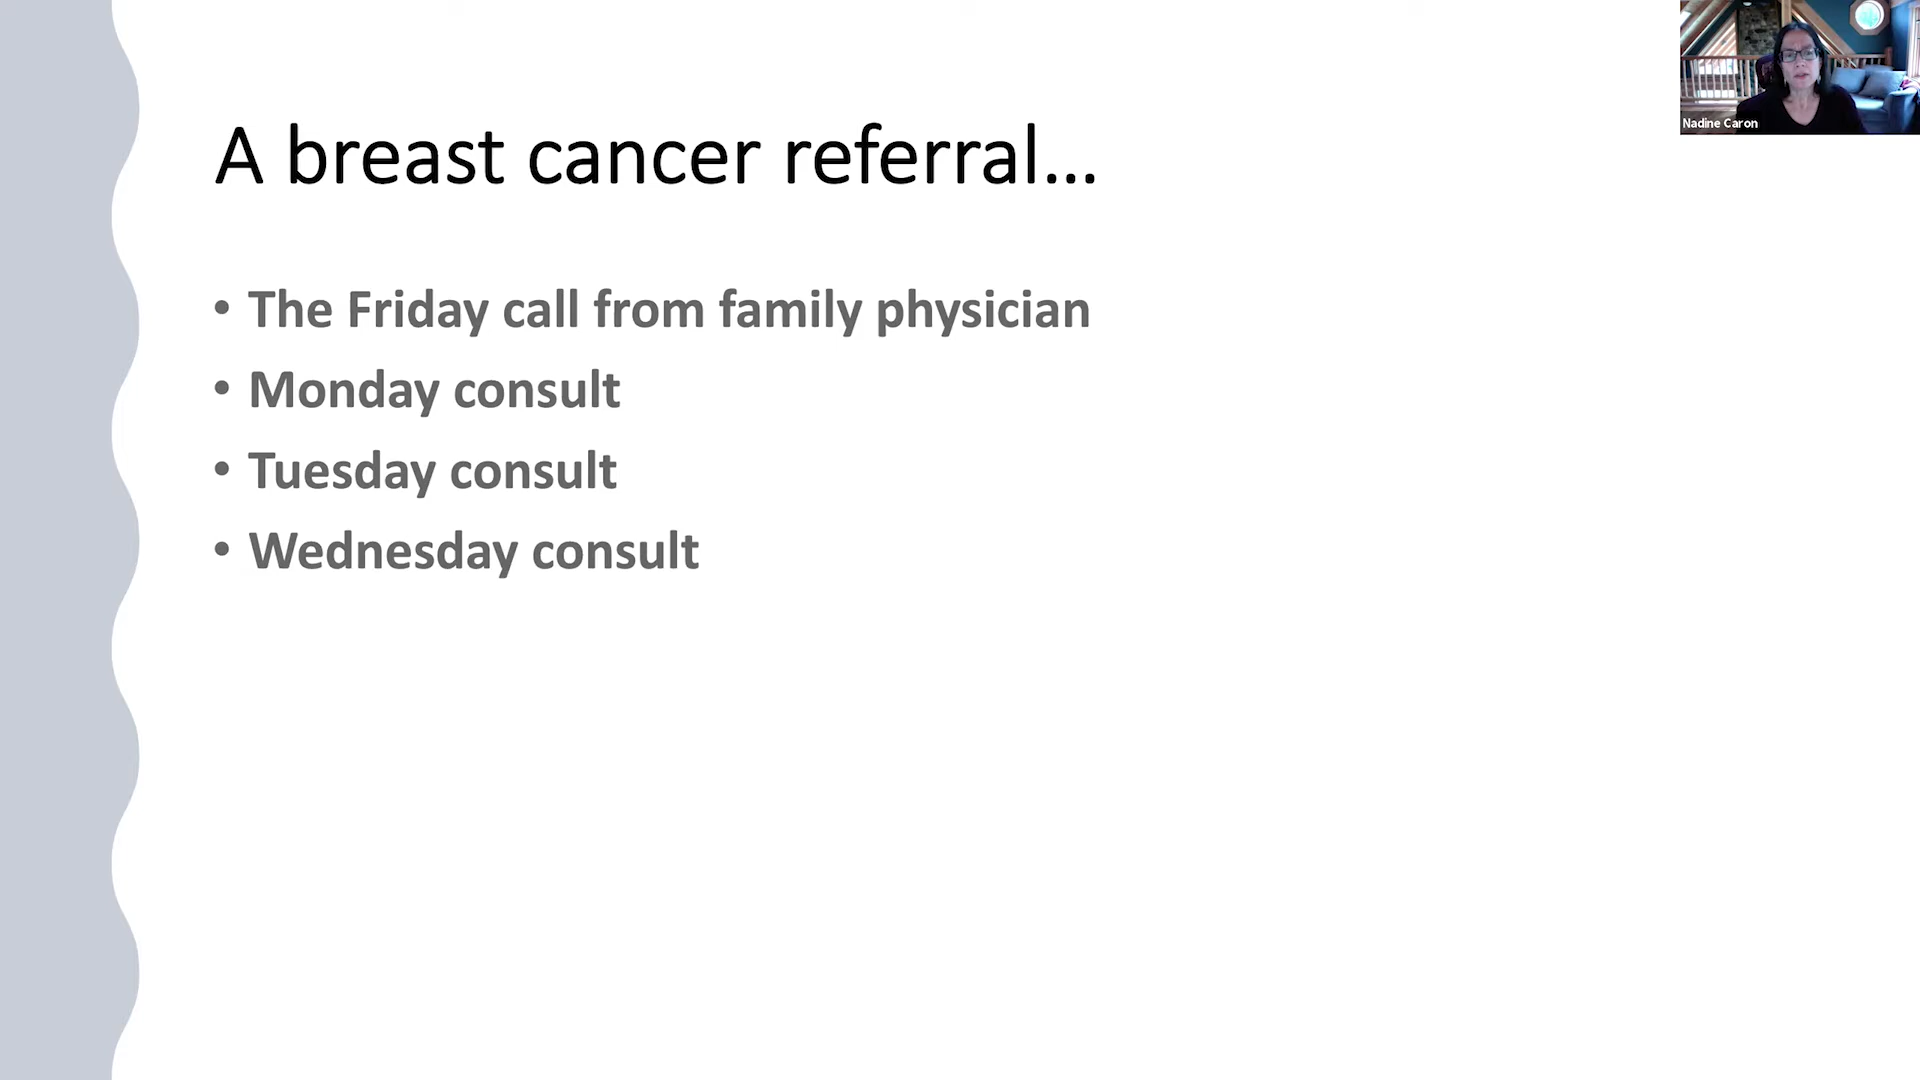 A breast cancer referral...
• The Friday call from family physician
• Monday consult
• Tuesday consult
• Wednesday consult
Nadine Caron